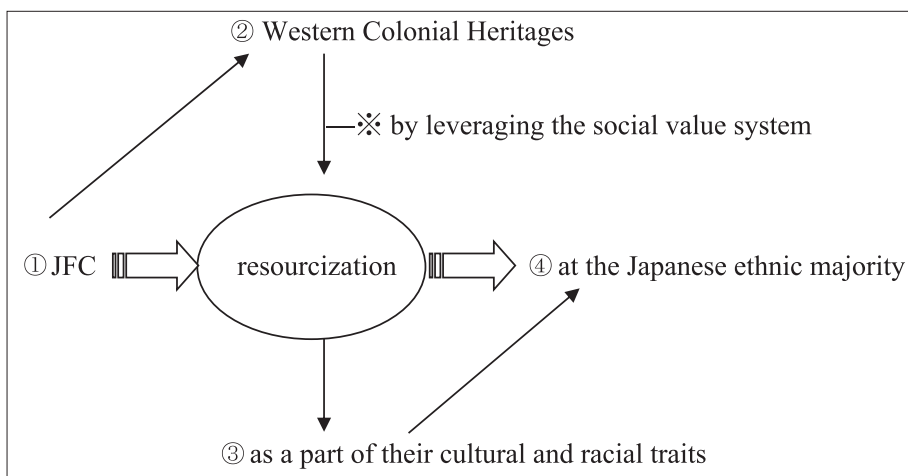 ② Western Colonial Heritages
※ by leveraging the social value system
① JFC
resourcization
④ at the Japanese ethnic majority
③ as a part of their cultural and racial traits